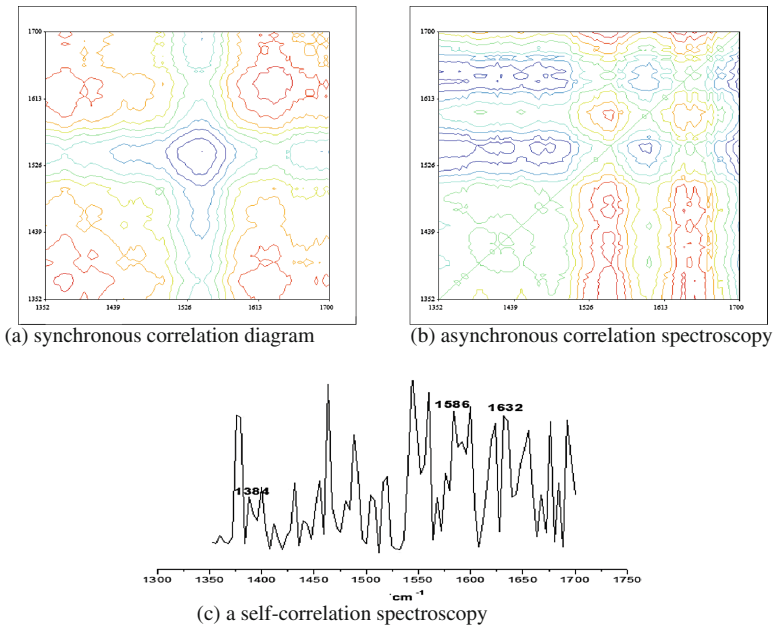 1700
1613
1526
1439
1352
1352 1439 1526 1613 1700
(a) synchronous correlation diagram
1700
1613
1526
1439
1352
1352 1439 1526 1613 1700
(b) asynchronous correlation spectroscopy
1384
1586
1632
1300 1350 1400 1450 1500 1550 1600 1650 1700 1750
cm⁻¹
(c) a self-correlation spectroscopy